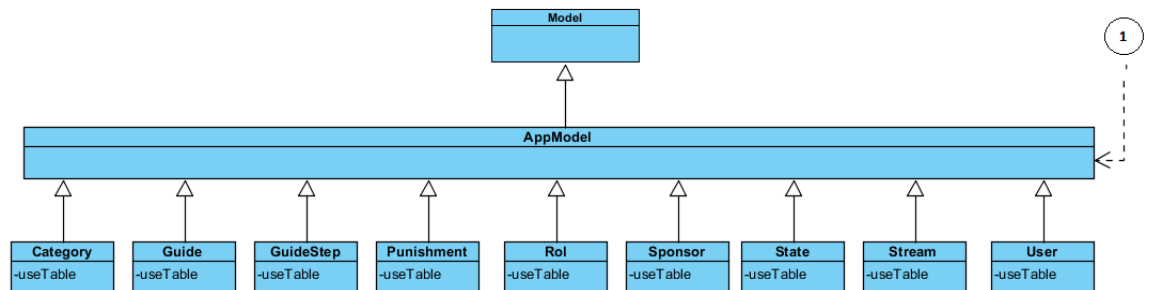 Model
1
AppModel
Category
-useTable
Guide
-useTable
GuideStep
-useTable
Punishment
-useTable
Rol
-useTable
Sponsor
-useTable
State
-useTable
Stream
-useTable
User
-useTable